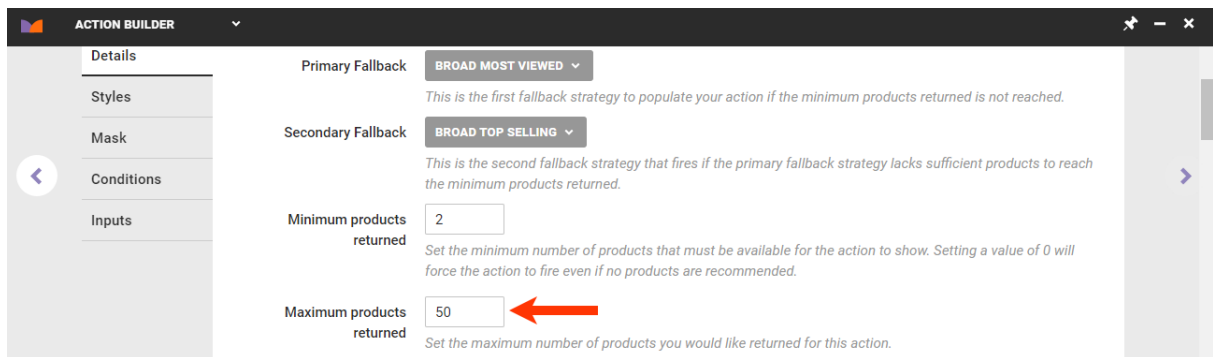 ACTION BUILDER
Details
Styles
Mask
Conditions
Inputs
Primary Fallback
BROAD MOST VIEWED
This is the first fallback strategy to populate your action if the minimum products returned is not reached.
Secondary Fallback
BROAD TOP SELLING
This is the second fallback strategy that fires if the primary fallback strategy lacks sufficient products to reach
the minimum products returned.
Minimum products
returned
2
Set the minimum number of products that must be available for the action to show. Setting a value of 0 will
force the action to fire even if no products are recommended.
Maximum products
returned
50
Set the maximum number of products you would like returned for this action.